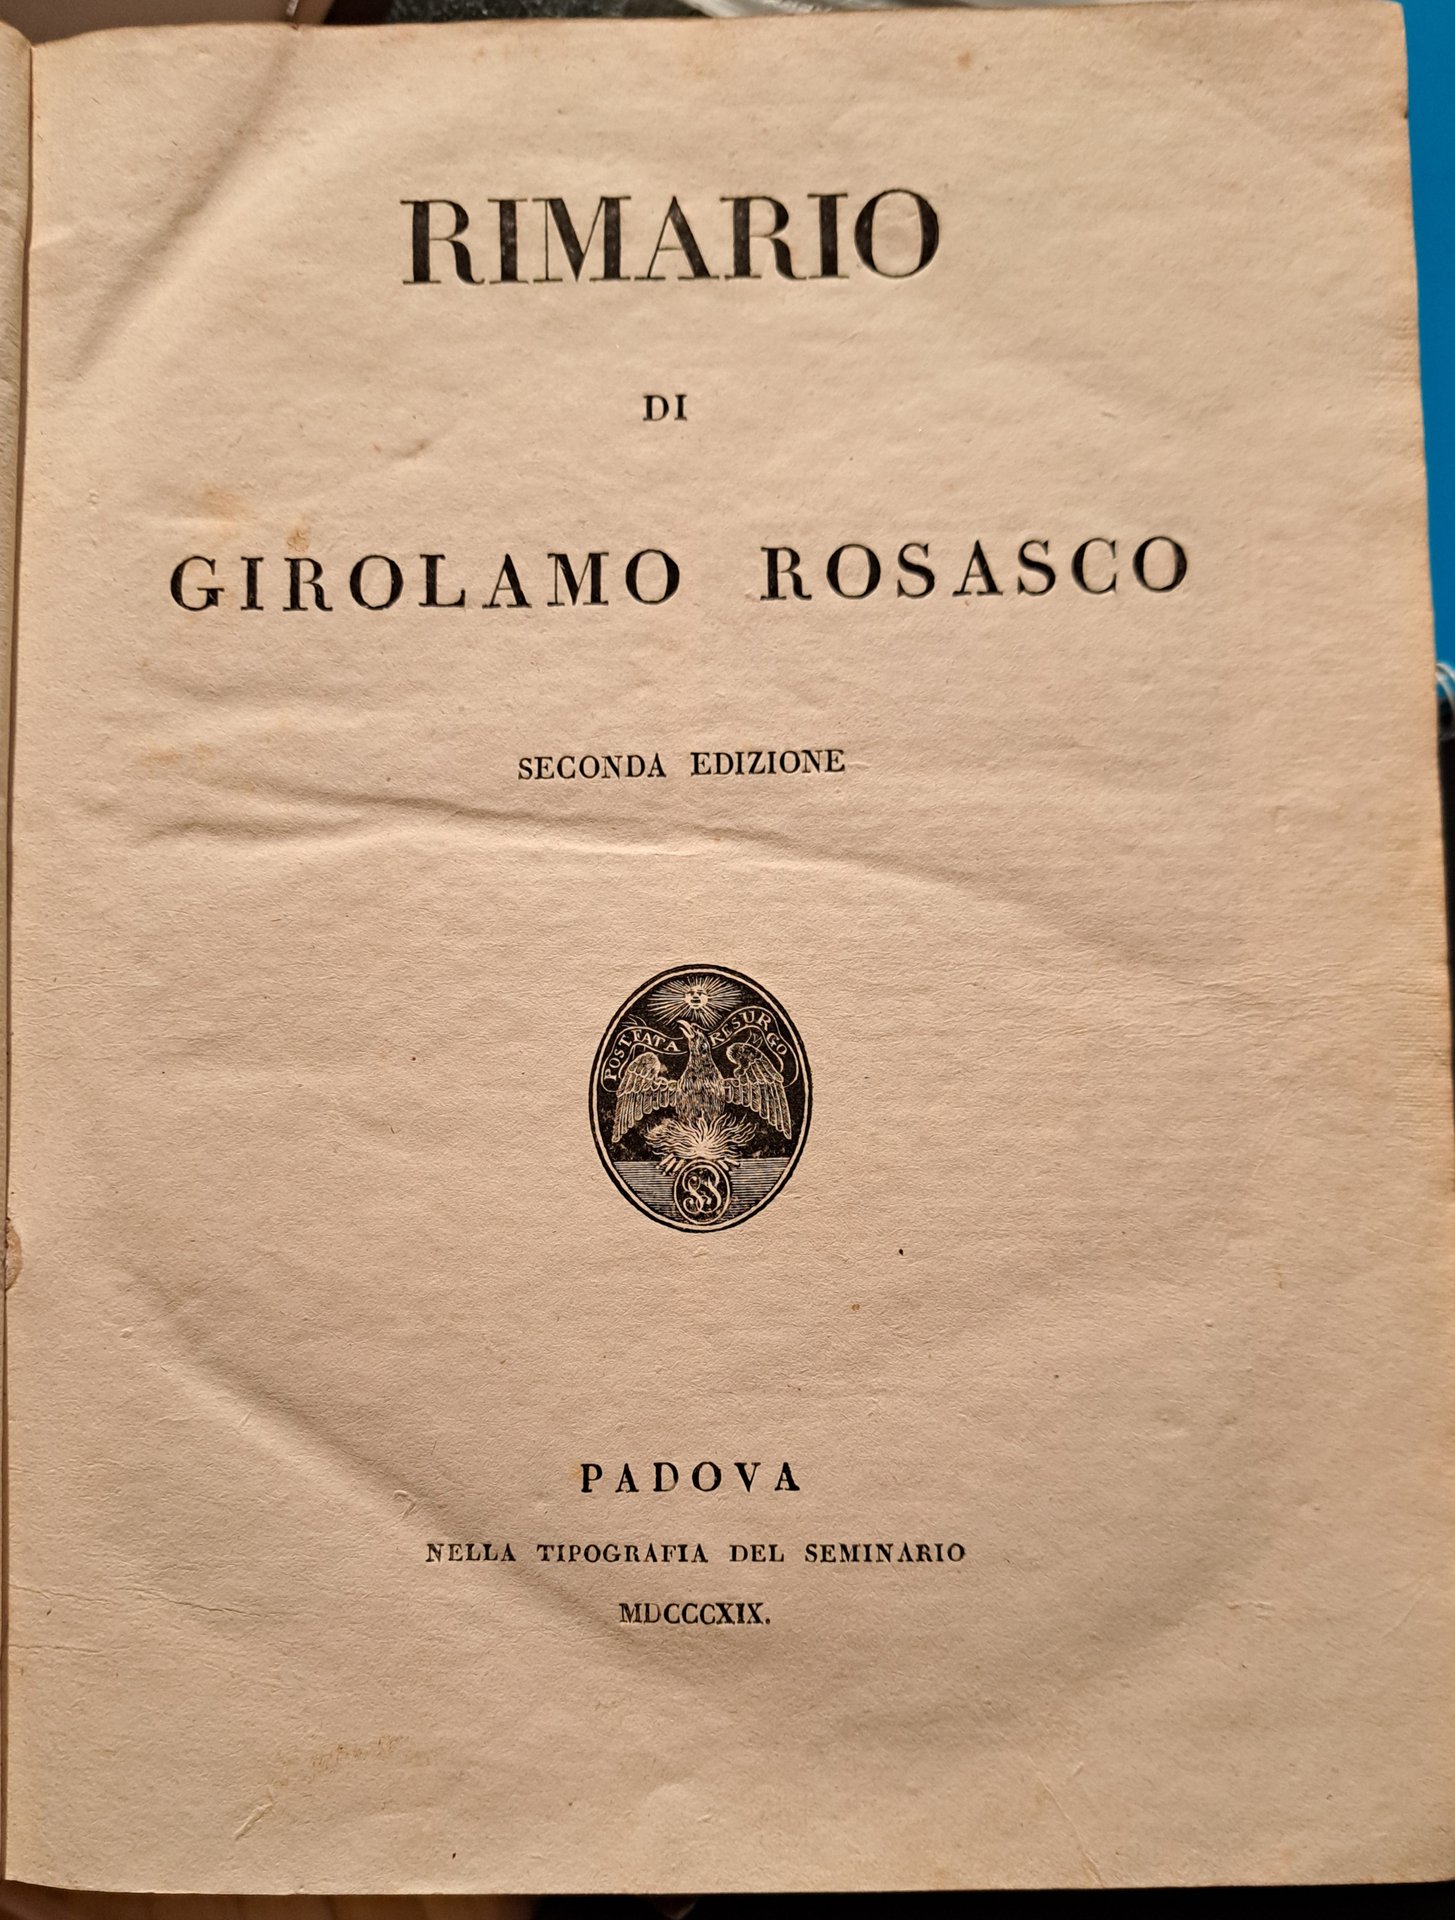 RIMARIO
DI
GIROLAMO ROSASCO
SECONDA EDIZIONE
POST FATA RESURGO
PADOVA
NELLA TIPOGRAFIA DEL SEMINARIO
MDCCCXIX.